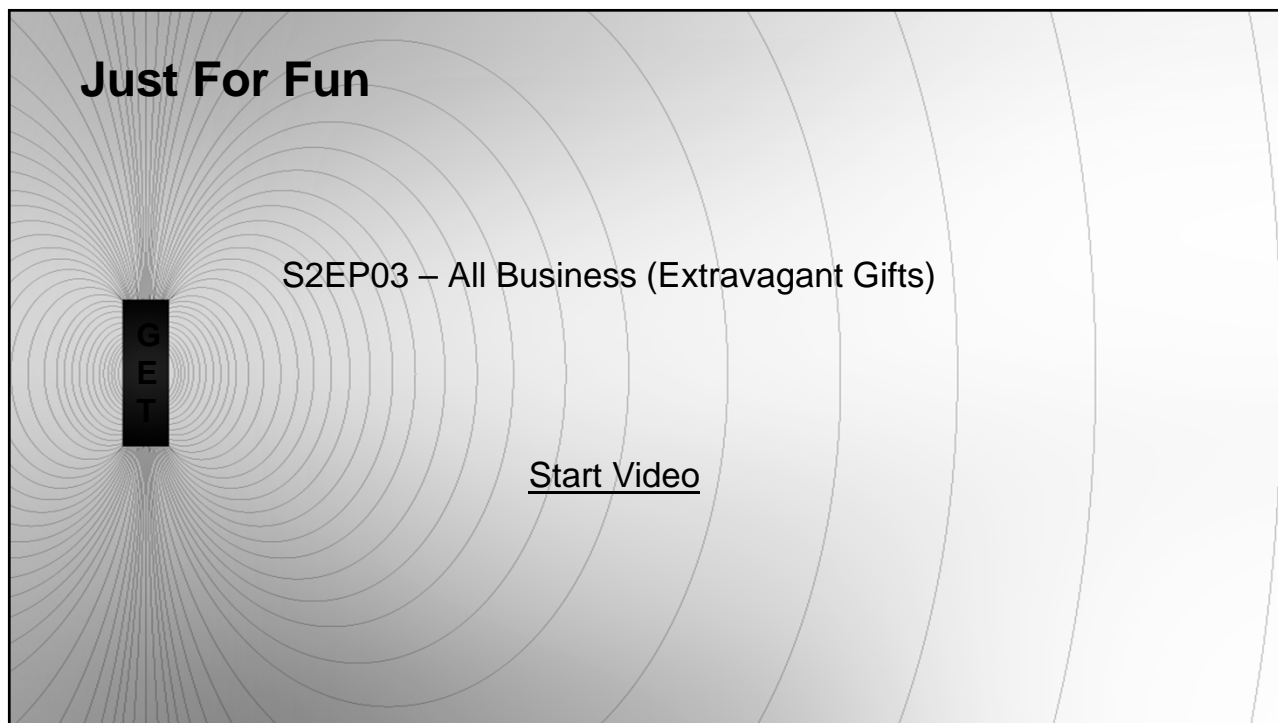 Just For Fun
S2EP03 – All Business (Extravagant Gifts)
G
E
T
Start Video